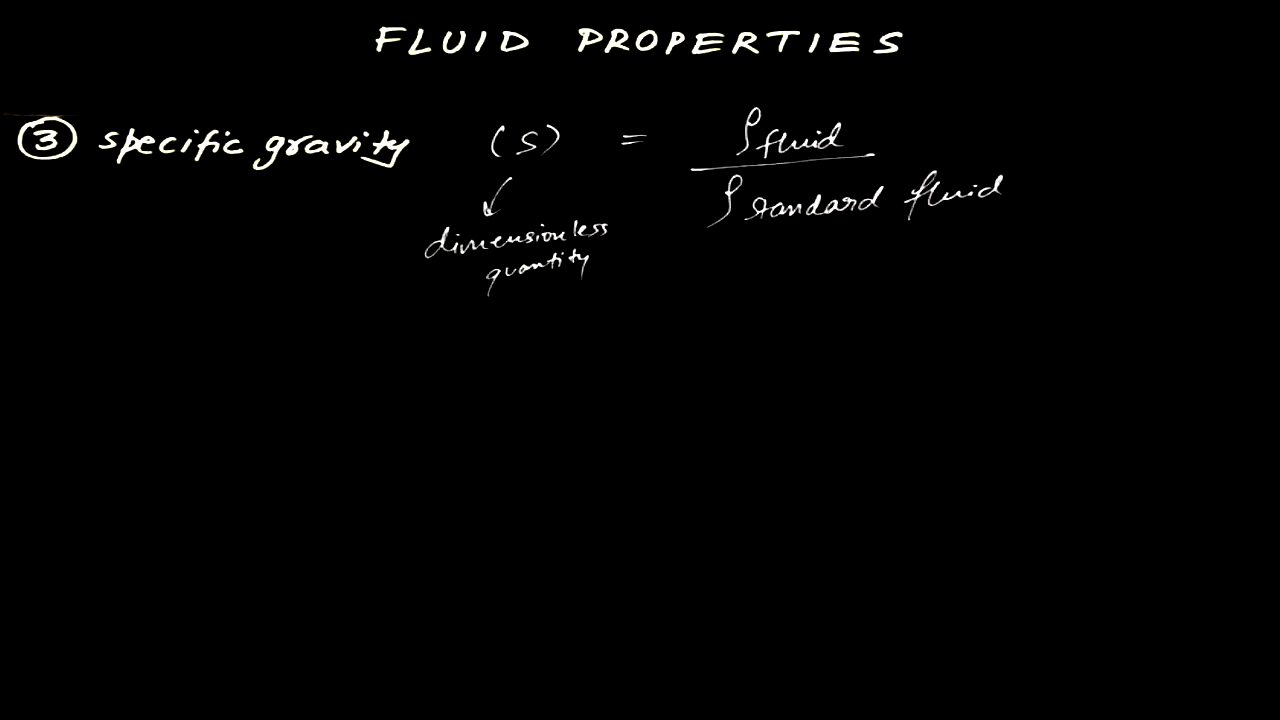 FLUID PROPERTIES
③ specific gravity (s) = ρfluid
ρstandard fluid
dimensionless
quantity